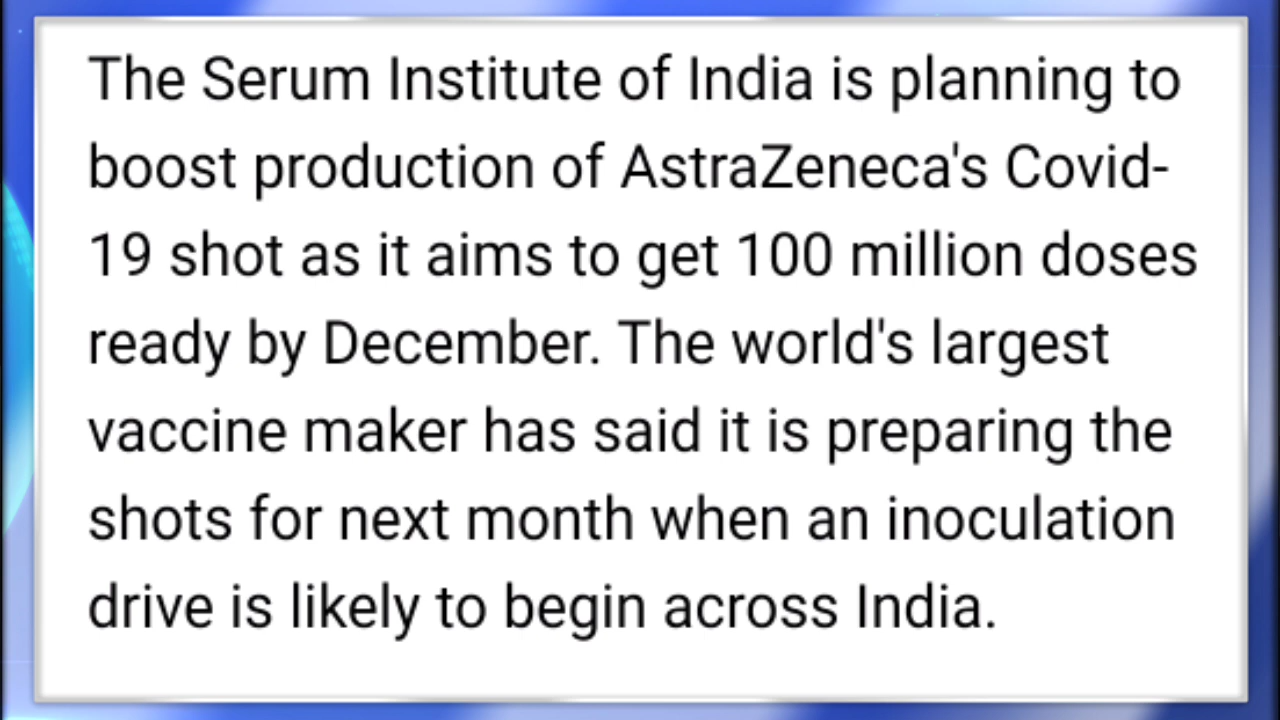 The Serum Institute of India is planning to
boost production of AstraZeneca's Covid-
19 shot as it aims to get 100 million doses
ready by December. The world's largest
vaccine maker has said it is preparing the
shots for next month when an inoculation
drive is likely to begin across India.